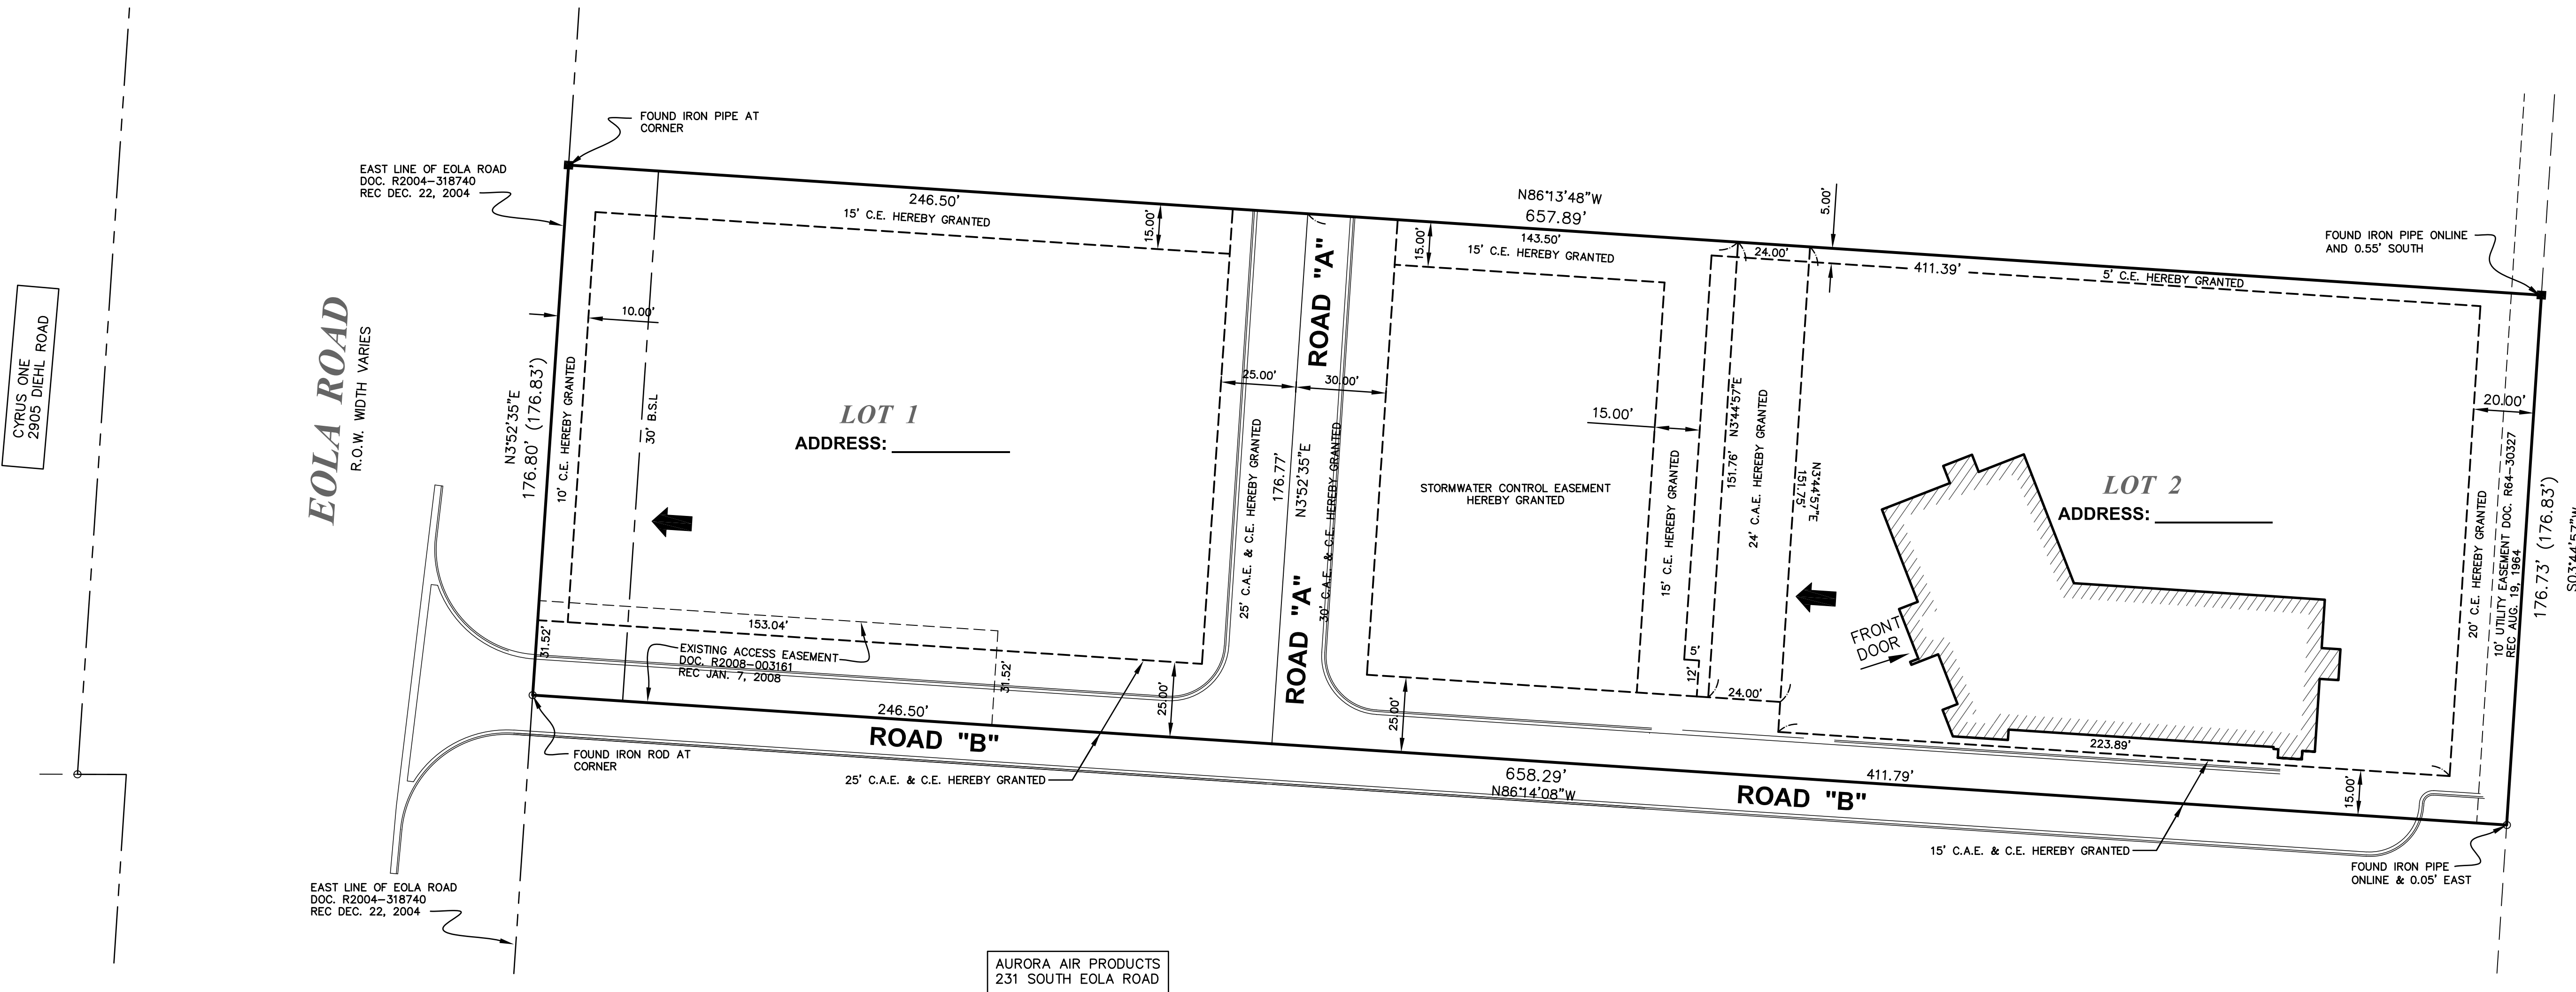 FOUND IRON PIPE AT
CORNER
EAST LINE OF EOLA ROAD
DOC. R2004-318740
REC DEC. 22, 2004
CYRUS ONE
2905 DIEHL ROAD
EOLA ROAD
R.O.W. WIDTH VARIES
N3°52'35"E
176.80' (176.83')
10' C.E. HEREBY GRANTED
10.00'
30' B.S.L
246.50'
15' C.E. HEREBY GRANTED
15.00'
LOT 1
ADDRESS:
31.52'
153.04'
EXISTING ACCESS EASEMENT
DOC. R2008-003161
REC JAN. 7, 2008
31.52'
25.00'
246.50'
ROAD "B"
FOUND IRON ROD AT
CORNER
25' C.A.E. & C.E. HEREBY GRANTED
EAST LINE OF EOLA ROAD
DOC. R2004-318740
REC DEC. 22, 2004
AURORA AIR PRODUCTS
231 SOUTH EOLA ROAD
ROAD "A"
25.00'
30.00'
25' C.A.E. & C.E. HEREBY GRANTED
176.77'
N3°52'35"E
30' C.A.E. & C.E. HEREBY GRANTED
ROAD "A"
N86°13'48"W
657.89'
15.00'
143.50'
15' C.E. HEREBY GRANTED
24.00'
5.00'
411.39'
5' C.E. HEREBY GRANTED
FOUND IRON PIPE ONLINE
AND 0.55' SOUTH
STORMWATER CONTROL EASEMENT
HEREBY GRANTED
15.00'
15' C.E. HEREBY GRANTED
151.76' N3°44'57"E
24' C.A.E. HEREBY GRANTED
N3°44'57"E
151.75'
5'
12'
24.00'
25.00'
LOT 2
ADDRESS:
FRONT
DOOR
223.89'
20.00'
20' C.E. HEREBY GRANTED
10' UTILITY EASEMENT DOC. R64-30327
REC AUG. 19, 1964
176.73' (176.83')
S03°44'57"W
658.29'
N86°14'08"W
411.79'
ROAD "B"
15.00'
15' C.A.E. & C.E. HEREBY GRANTED
FOUND IRON PIPE
ONLINE & 0.05' EAST